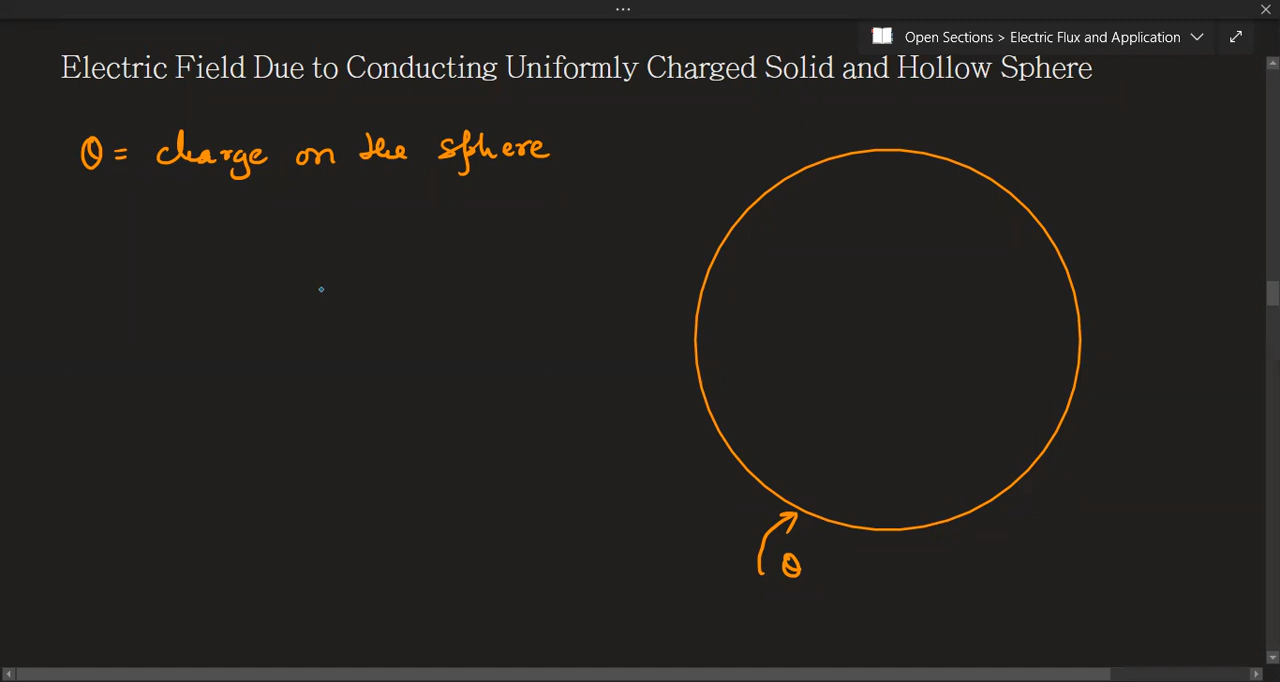 Open Sections > Electric Flux and Application
Electric Field Due to Conducting Uniformly Charged Solid and Hollow Sphere
Q = charge on the sphere
Q